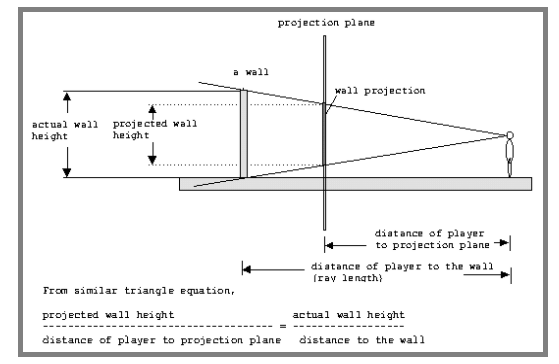 projection plane
a wall
wall projection
actual wall
height
projected wall
height
distance of player
to projection plane
distance of player to the wall
(ray length)
From similar triangle equation,
projected wall height actual wall height
------------------------------------ = ------------------
distance of player to projection plane distance to the wall